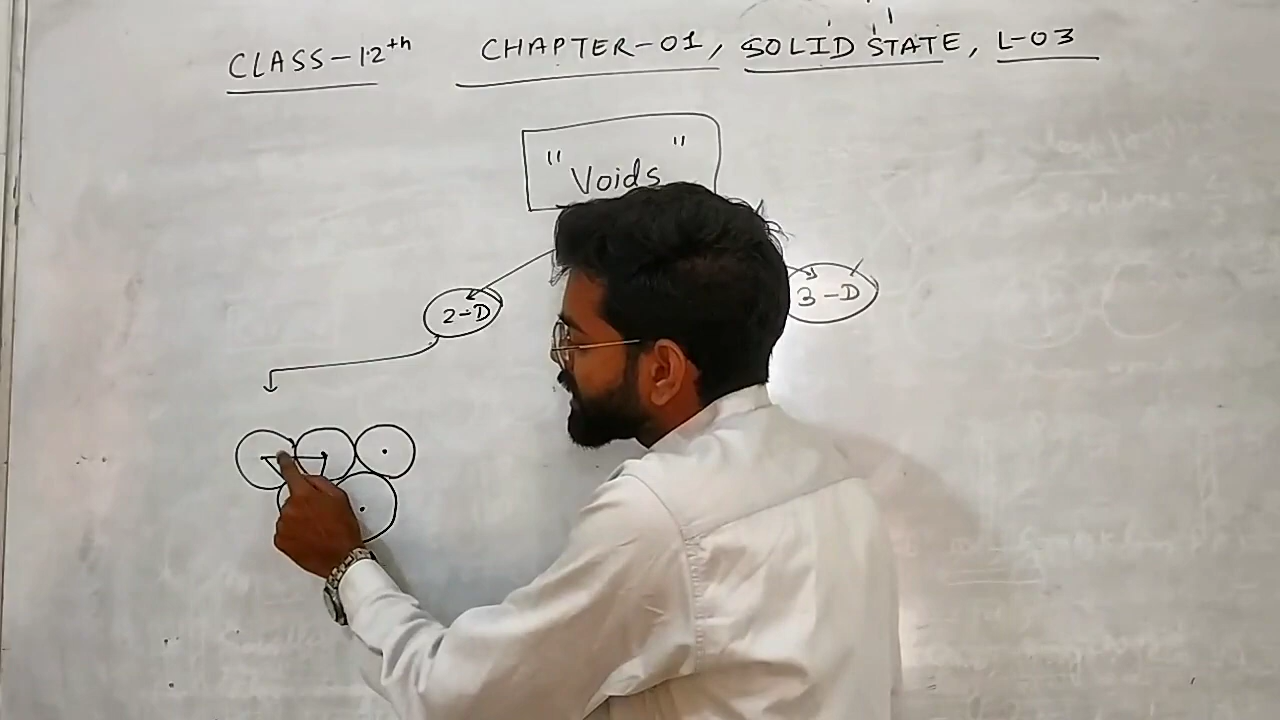 CLASS-12th CHAPTER-01, SOLID STATE, L-03
"Voids"
2-D 3-D